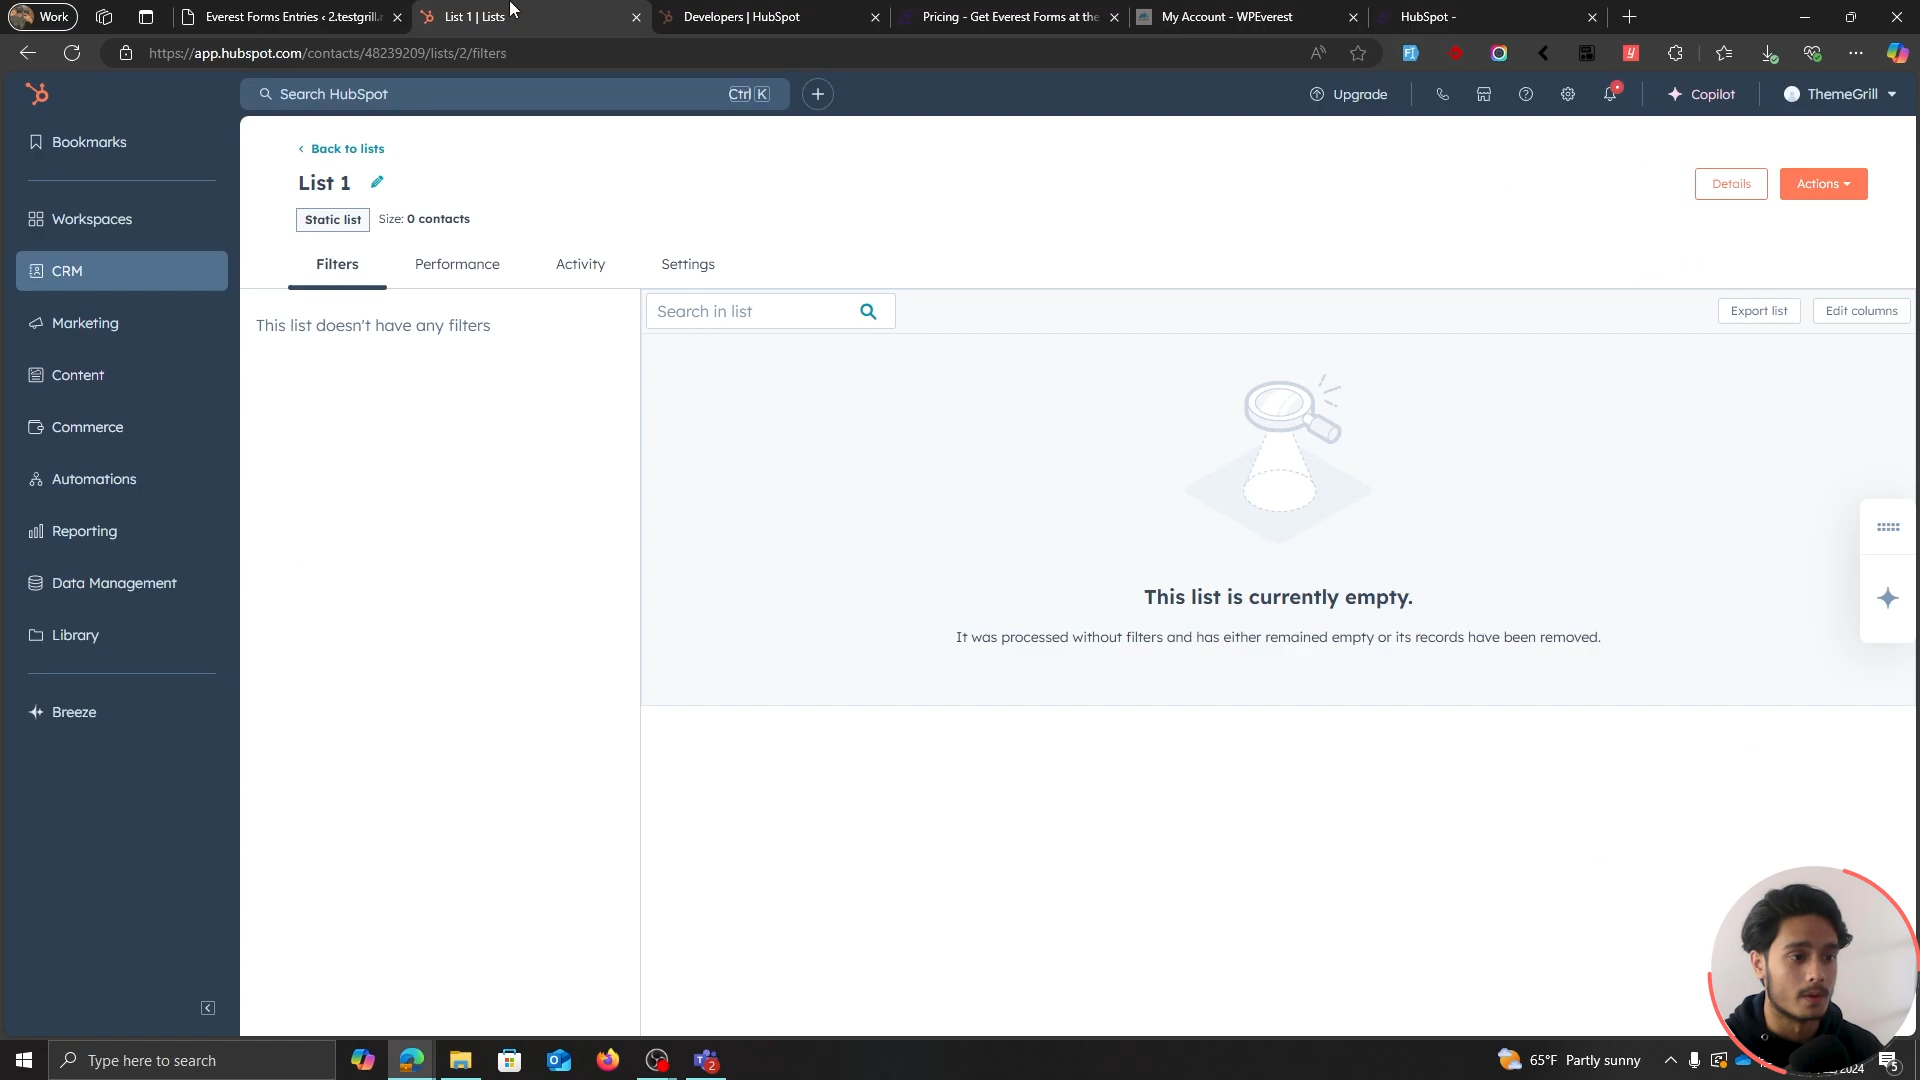 Work
Everest Forms Entries ‹ 2.testgrill.r
List 1 | Lists
Developers | HubSpot
Pricing - Get Everest Forms at the
My Account - WPEverest
HubSpot -
https://app.hubspot.com/contacts/48239209/lists/2/filters
Search HubSpot
Ctrl K
Upgrade
Copilot
ThemeGrill
Bookmarks
Workspaces
CRM
Marketing
Content
Commerce
Automations
Reporting
Data Management
Library
Breeze
Back to lists
List 1
Details
Actions
Static list
Size: 0 contacts
Filters
Performance
Activity
Settings
This list doesn't have any filters
Search in list
Export list
Edit columns
This list is currently empty.
It was processed without filters and has either remained empty or its records have been removed.
Type here to search
2
65°F Partly sunny
5